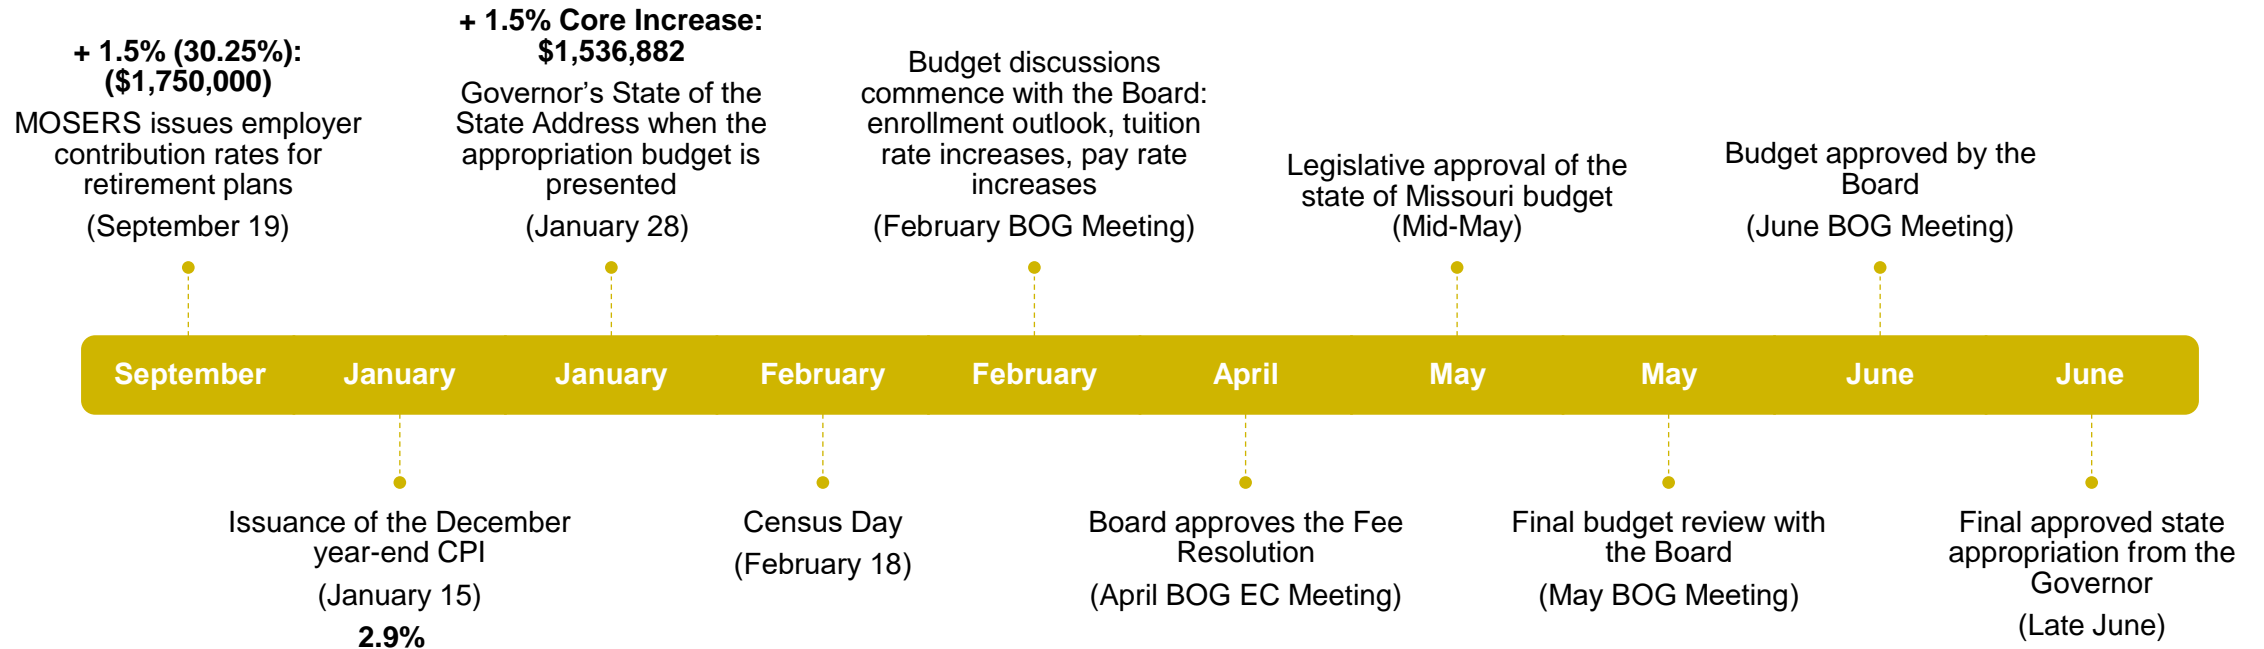 + 1.5% (30.25%):
($1,750,000)
MOSERS issues employer
contribution rates for
retirement plans
(September 19)
+ 1.5% Core Increase:
$1,536,882
Governor’s State of the
State Address when the
appropriation budget is
presented
(January 28)
Budget discussions
commence with the Board:
enrollment outlook, tuition
rate increases, pay rate
increases
(February BOG Meeting)
Legislative approval of the
state of Missouri budget
(Mid-May)
Budget approved by the
Board
(June BOG Meeting)
September
January
January
February
February
April
May
May
June
June
Issuance of the December
year-end CPI
(January 15)
2.9%
Census Day
(February 18)
Board approves the Fee
Resolution
(April BOG EC Meeting)
Final budget review with
the Board
(May BOG Meeting)
Final approved state
appropriation from the
Governor
(Late June)